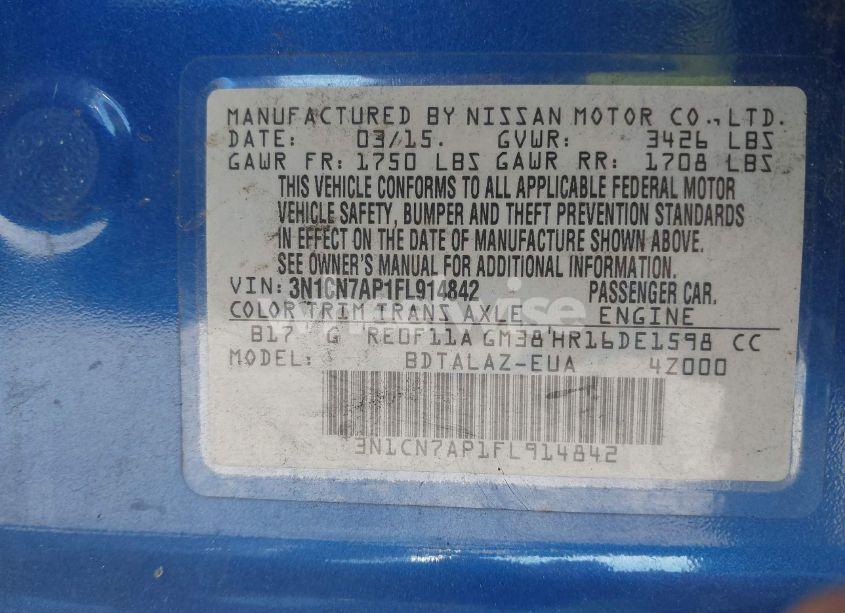 MANUFACTURED BY NISSAN MOTOR CO.,LTD.
DATE: 03/15. GVWR: 3426 LBS
GAWR FR: 1750 LBS GAWR RR: 1708 LBS
THIS VEHICLE CONFORMS TO ALL APPLICABLE FEDERAL MOTOR
VEHICLE SAFETY, BUMPER AND THEFT PREVENTION STANDARDS
IN EFFECT ON THE DATE OF MANUFACTURE SHOWN ABOVE.
SEE OWNER'S MANUAL FOR ADDITIONAL INFORMATION.
VIN: 3N1CN7AP1FL914842 PASSENGER CAR.
COLOR TRIM TRANS AXLE ENGINE
B17 G RE0F11A GM38 HR16DE1598 CC
MODEL: BDTALAZ-EUA 4Z000
3N1CN7AP1FL914842